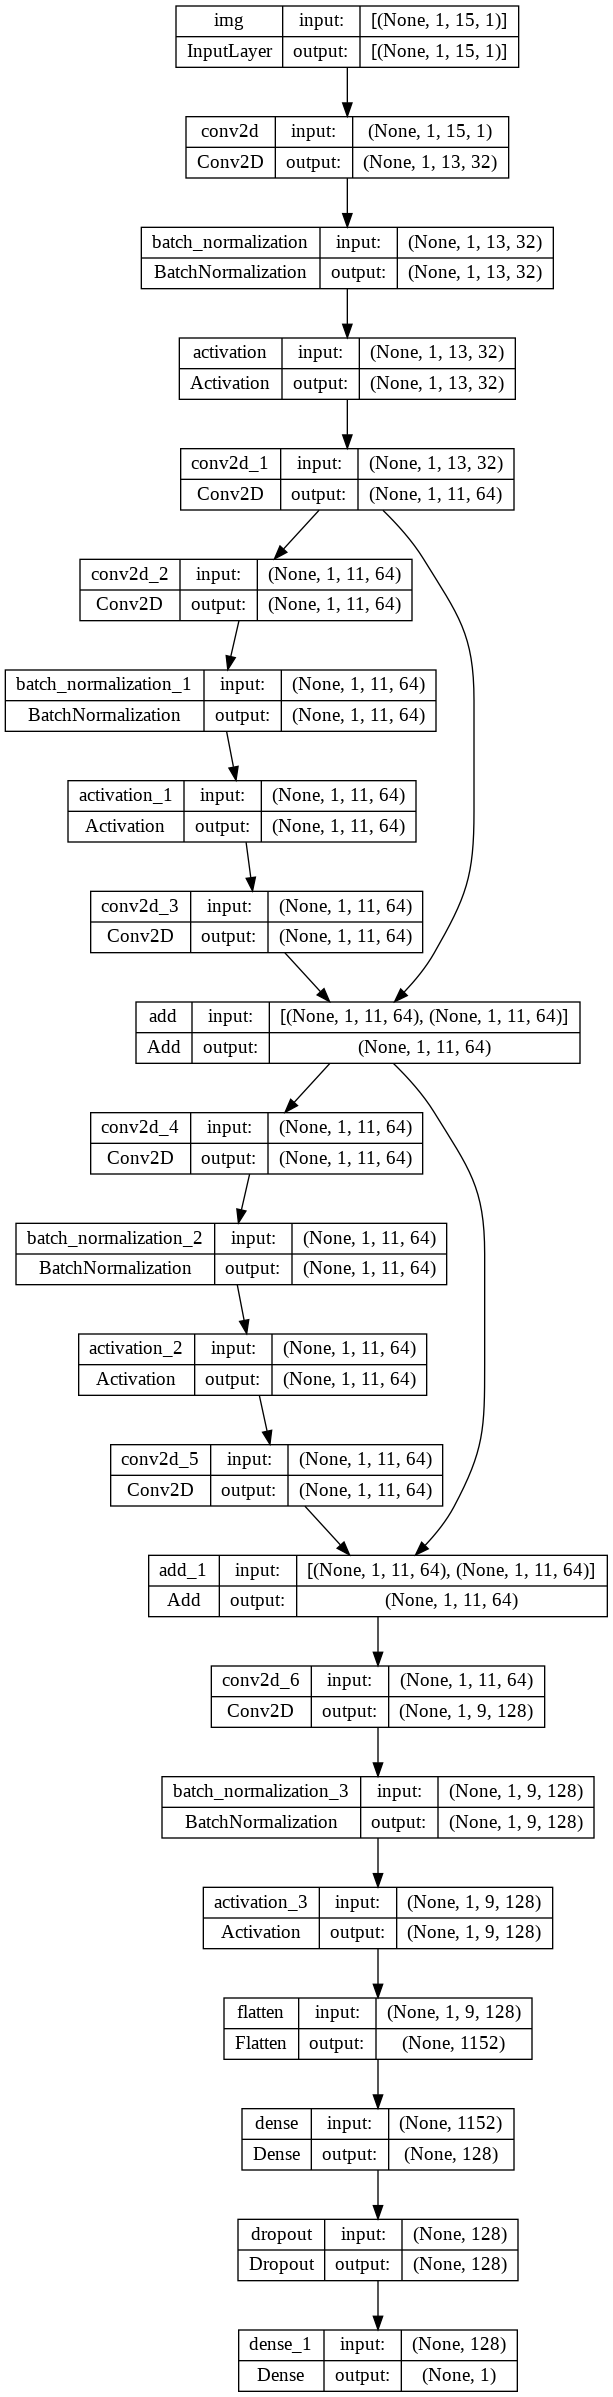 img input: [(None, 1, 15, 1)]
InputLayer output: [(None, 1, 15, 1)]
conv2d input: (None, 1, 15, 1)
Conv2D output: (None, 1, 13, 32)
batch_normalization input: (None, 1, 13, 32)
BatchNormalization output: (None, 1, 13, 32)
activation input: (None, 1, 13, 32)
Activation output: (None, 1, 13, 32)
conv2d_1 input: (None, 1, 13, 32)
Conv2D output: (None, 1, 11, 64)
conv2d_2 input: (None, 1, 11, 64)
Conv2D output: (None, 1, 11, 64)
batch_normalization_1 input: (None, 1, 11, 64)
BatchNormalization output: (None, 1, 11, 64)
activation_1 input: (None, 1, 11, 64)
Activation output: (None, 1, 11, 64)
conv2d_3 input: (None, 1, 11, 64)
Conv2D output: (None, 1, 11, 64)
add input: [(None, 1, 11, 64), (None, 1, 11, 64)]
Add output: (None, 1, 11, 64)
conv2d_4 input: (None, 1, 11, 64)
Conv2D output: (None, 1, 11, 64)
batch_normalization_2 input: (None, 1, 11, 64)
BatchNormalization output: (None, 1, 11, 64)
activation_2 input: (None, 1, 11, 64)
Activation output: (None, 1, 11, 64)
conv2d_5 input: (None, 1, 11, 64)
Conv2D output: (None, 1, 11, 64)
add_1 input: [(None, 1, 11, 64), (None, 1, 11, 64)]
Add output: (None, 1, 11, 64)
conv2d_6 input: (None, 1, 11, 64)
Conv2D output: (None, 1, 9, 128)
batch_normalization_3 input: (None, 1, 9, 128)
BatchNormalization output: (None, 1, 9, 128)
activation_3 input: (None, 1, 9, 128)
Activation output: (None, 1, 9, 128)
flatten input: (None, 1, 9, 128)
Flatten output: (None, 1152)
dense input: (None, 1152)
Dense output: (None, 128)
dropout input: (None, 128)
Dropout output: (None, 128)
dense_1 input: (None, 128)
Dense output: (None, 1)